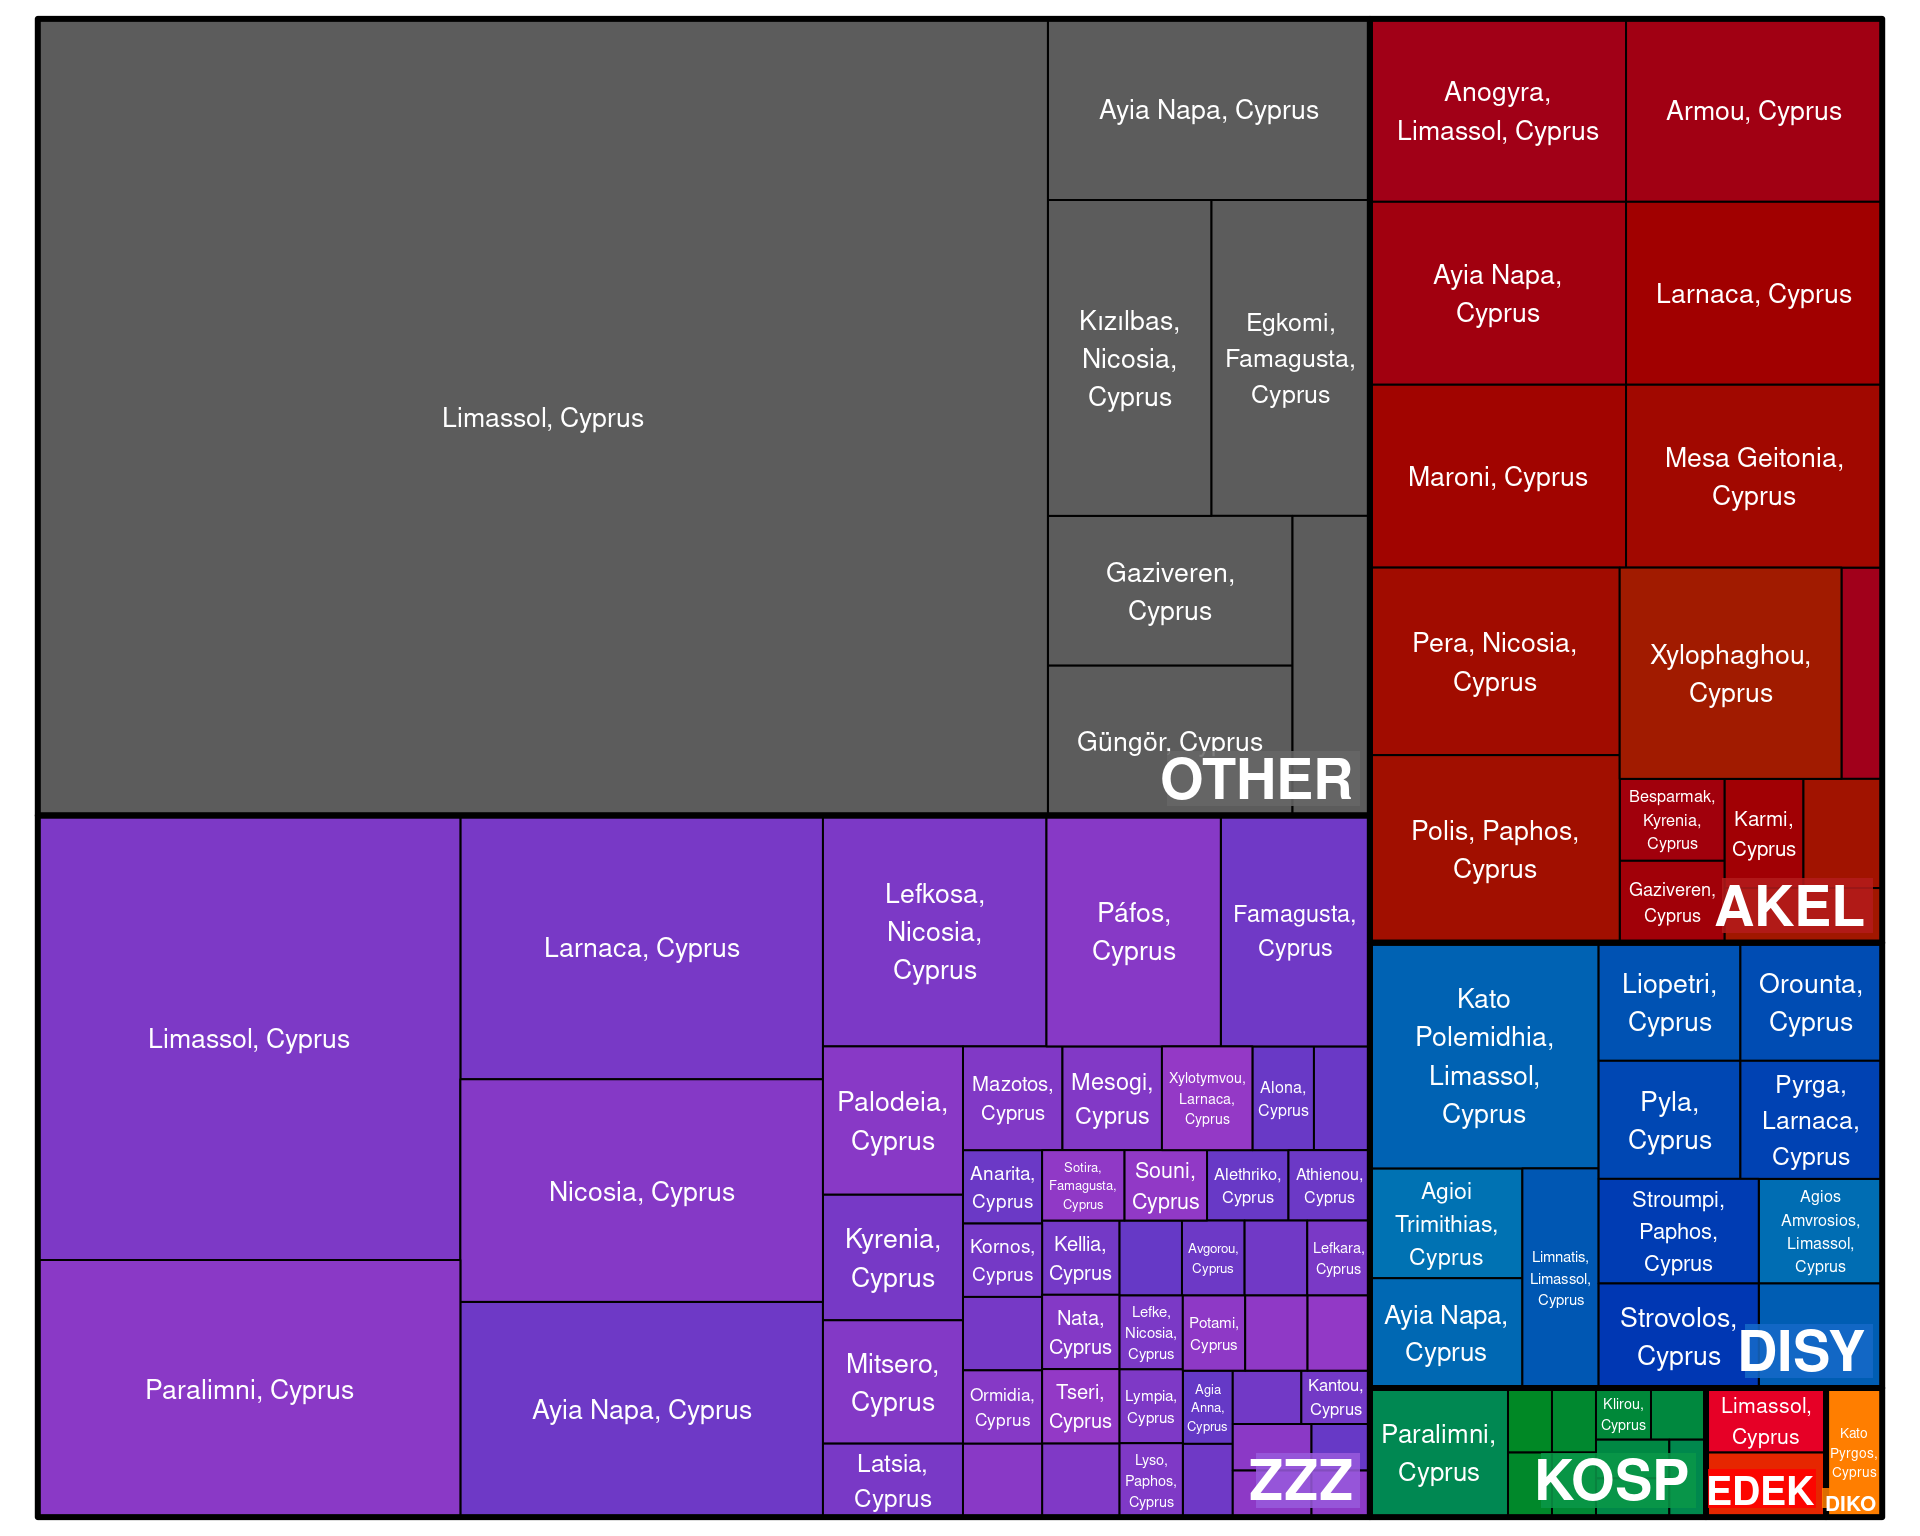 Limassol, Cyprus
Ayia Napa, Cyprus
Kızılbas,
Nicosia,
Cyprus
Egkomi,
Famagusta,
Cyprus
Gaziveren,
Cyprus
Güngör, Cyprus
OTHER
Anogyra,
Limassol, Cyprus
Armou, Cyprus
Ayia Napa,
Cyprus
Larnaca, Cyprus
Maroni, Cyprus
Mesa Geitonia,
Cyprus
Pera, Nicosia,
Cyprus
Xylophaghou,
Cyprus
Polis, Paphos,
Cyprus
Besparmak,
Kyrenia,
Cyprus
Karmi,
Cyprus
Gaziveren,
Cyprus
AKEL
Limassol, Cyprus
Paralimni, Cyprus
Larnaca, Cyprus
Nicosia, Cyprus
Ayia Napa, Cyprus
Lefkosa,
Nicosia,
Cyprus
Páfos,
Cyprus
Famagusta,
Cyprus
Palodeia,
Cyprus
Kyrenia,
Cyprus
Mitsero,
Cyprus
Latsia,
Cyprus
Mazotos,
Cyprus
Mesogi,
Cyprus
Xylotymvou,
Larnaca,
Cyprus
Alona,
Cyprus
Anarita,
Cyprus
Sotira,
Famagusta,
Cyprus
Souni,
Cyprus
Alethriko,
Cyprus
Athienou,
Cyprus
Kornos,
Cyprus
Kellia,
Cyprus
Avgorou,
Cyprus
Lefkara,
Cyprus
Nata,
Cyprus
Lefke,
Nicosia,
Cyprus
Potami,
Cyprus
Ormidia,
Cyprus
Tseri,
Cyprus
Lympia,
Cyprus
Agia
Anna,
Cyprus
Kantou,
Cyprus
Lyso,
Paphos,
Cyprus
ZZZ
Kato
Polemidhia,
Limassol,
Cyprus
Liopetri,
Cyprus
Orounta,
Cyprus
Pyla,
Cyprus
Pyrga,
Larnaca,
Cyprus
Agioi
Trimithias,
Cyprus
Limnatis,
Limassol,
Cyprus
Ayia Napa,
Cyprus
Stroumpi,
Paphos,
Cyprus
Agios
Amvrosios,
Limassol,
Cyprus
Strovolos,
Cyprus
DISY
Paralimni,
Cyprus
Klirou,
Cyprus
KOSP
Limassol,
Cyprus
EDEK
Kato
Pyrgos,
Cyprus
DIKO